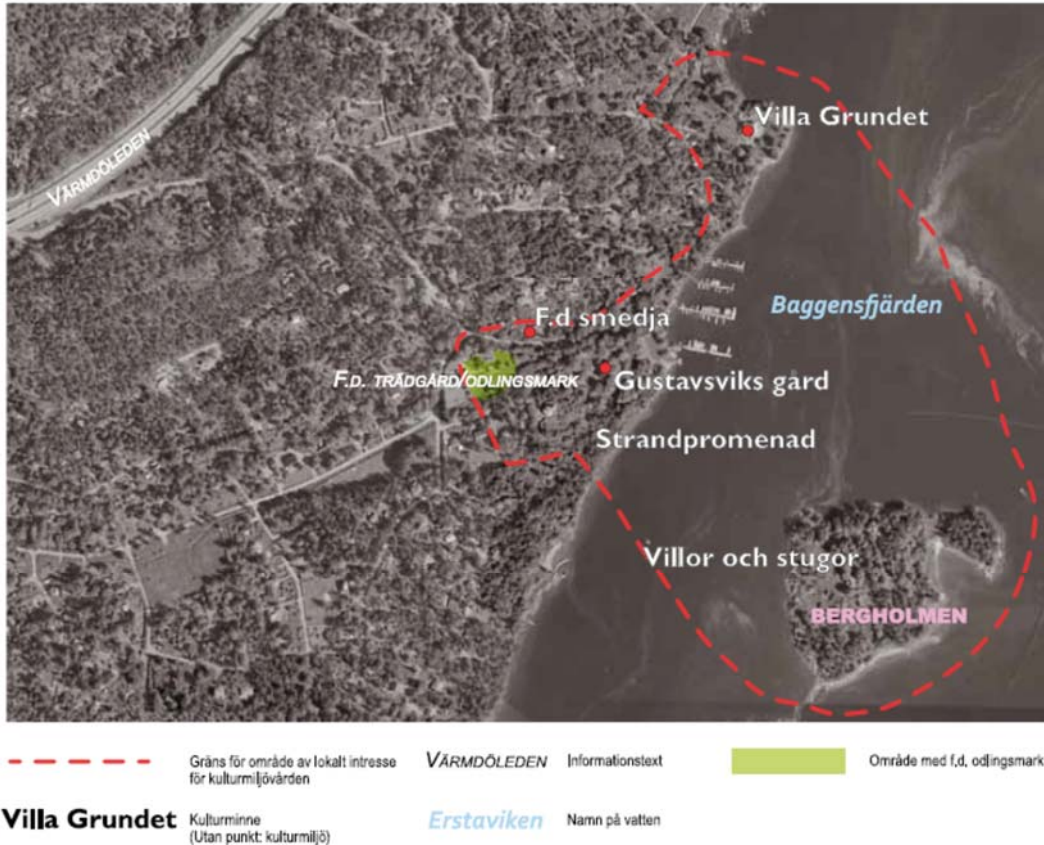 Villa Grundet
VÄRMDÖLEDEN
Baggensfjärden
F.d smedja
F.D. TRÄDGÅRD/ODLINGSMARK
Gustavsviks gard
Strandpromenad
Villor och stugor
BERGHOLMEN
Gräns för område av lokalt intresse
för kulturmiljövården
VÄRMDÖLEDEN Informationstext
Område med f.d. odlingsmark
Villa Grundet Kulturminne
(Utan punkt: kulturmiljö)
Erstaviken Namn på vatten